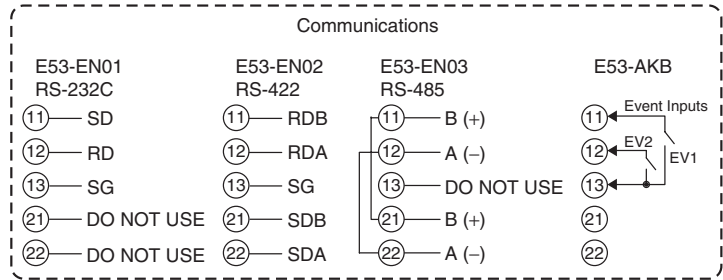 Communications
E53-EN01 E53-EN02 E53-EN03 E53-AKB
RS-232C RS-422 RS-485
11 SD 11 RDB 11 B (+) 11 Event Inputs
12 RD 12 RDA 12 A (−) 12 EV2 EV1
13 SG 13 SG 13 DO NOT USE 13
21 DO NOT USE 21 SDB 21 B (+) 21
22 DO NOT USE 22 SDA 22 A (−) 22